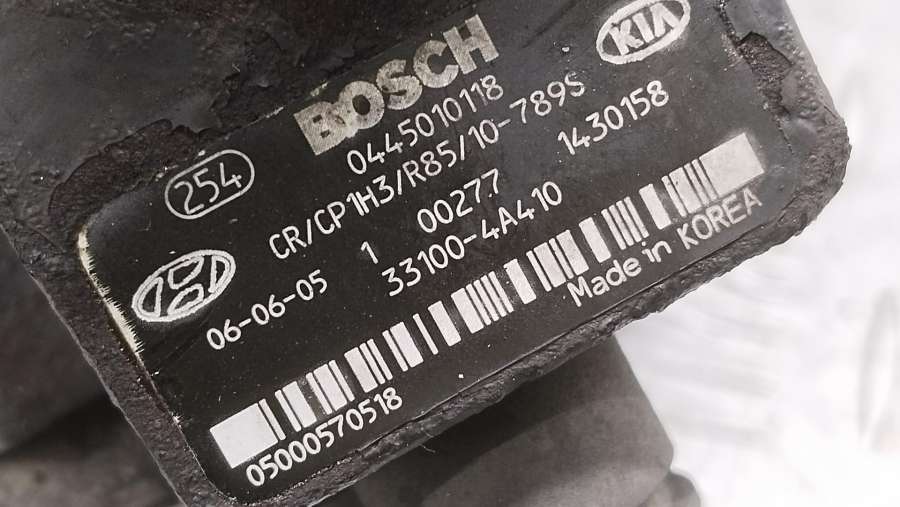 BOSCH
KIA
0445010118
254
CR/CP1H3/R85/10-789S
06-06-05 1 00277 1430158
33100-4A410
Made in KOREA
05000570518